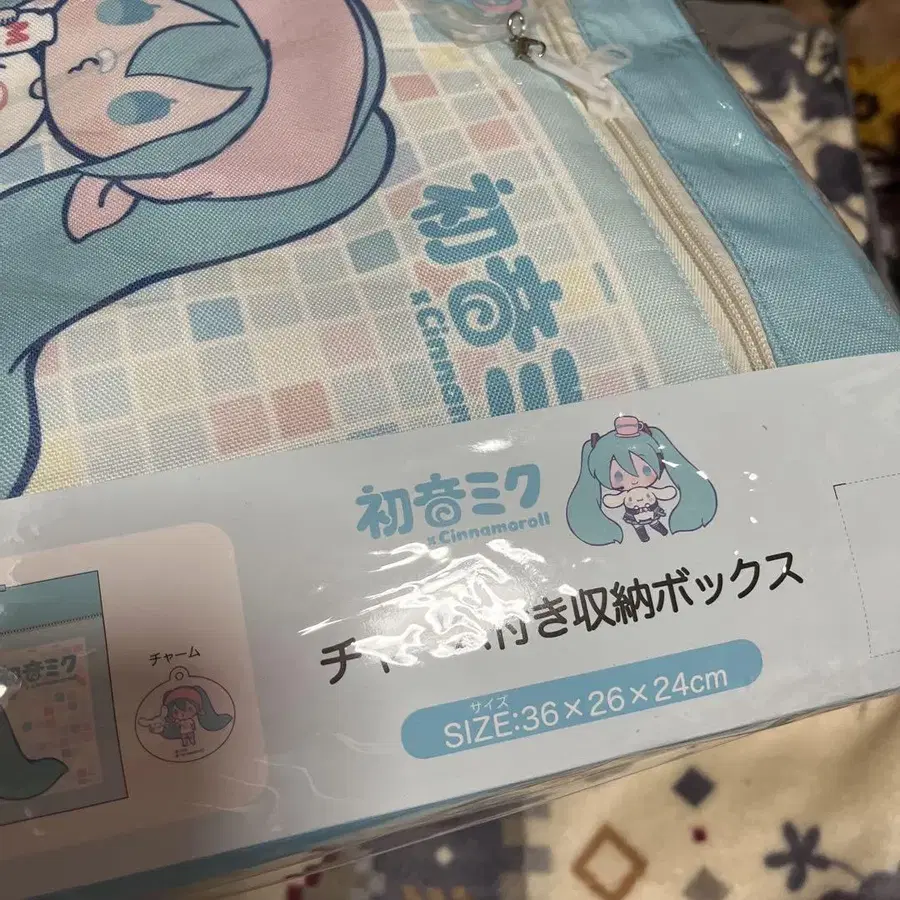 初音ミ
×Cinnam
初音ミク
×Cinnamoroll
付き収納ボックス
サイズ
SIZE:36×26×24cm
チャーム
初音ミク